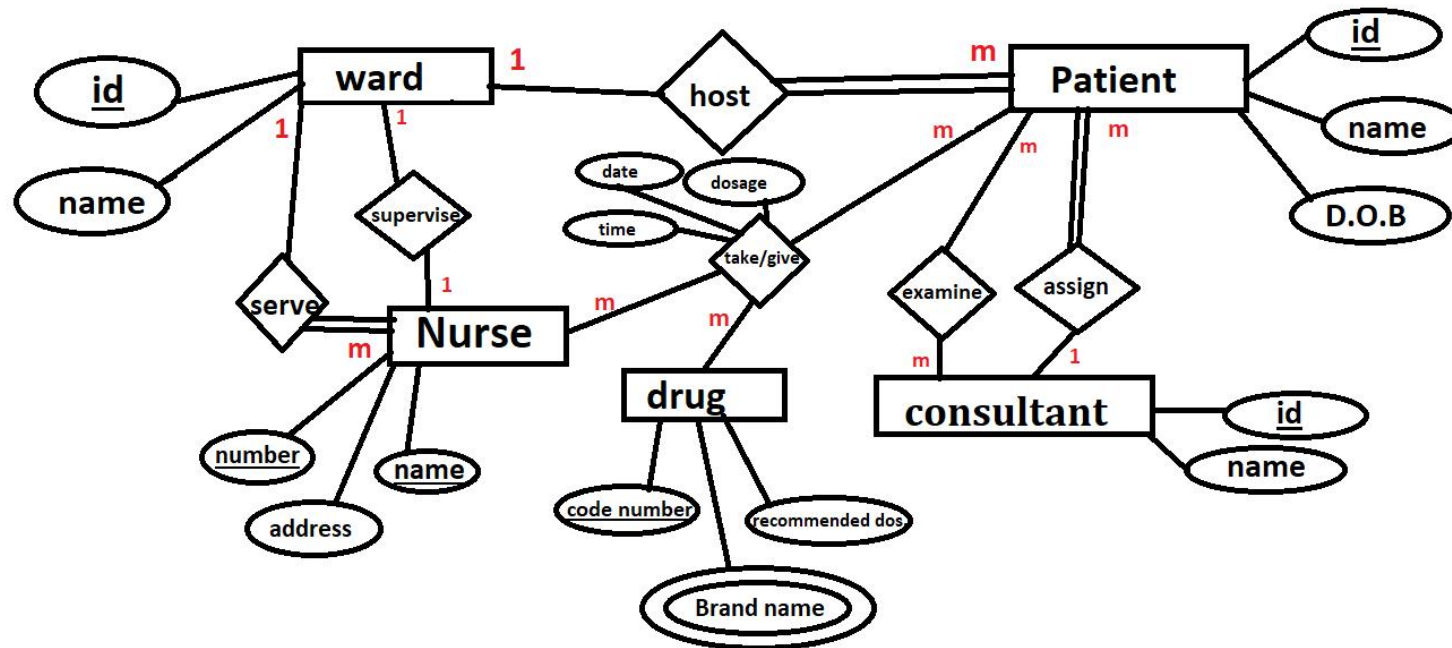 id
ward
1
host
m
Patient
id
name
1
1
m
m
m
name
date
dosage
supervise
time
take/give
D.O.B
serve
1
m
m
examine
assign
m
Nurse
m
1
drug
consultant
id
number
name
name
address
code number
recommended dos.
Brand name